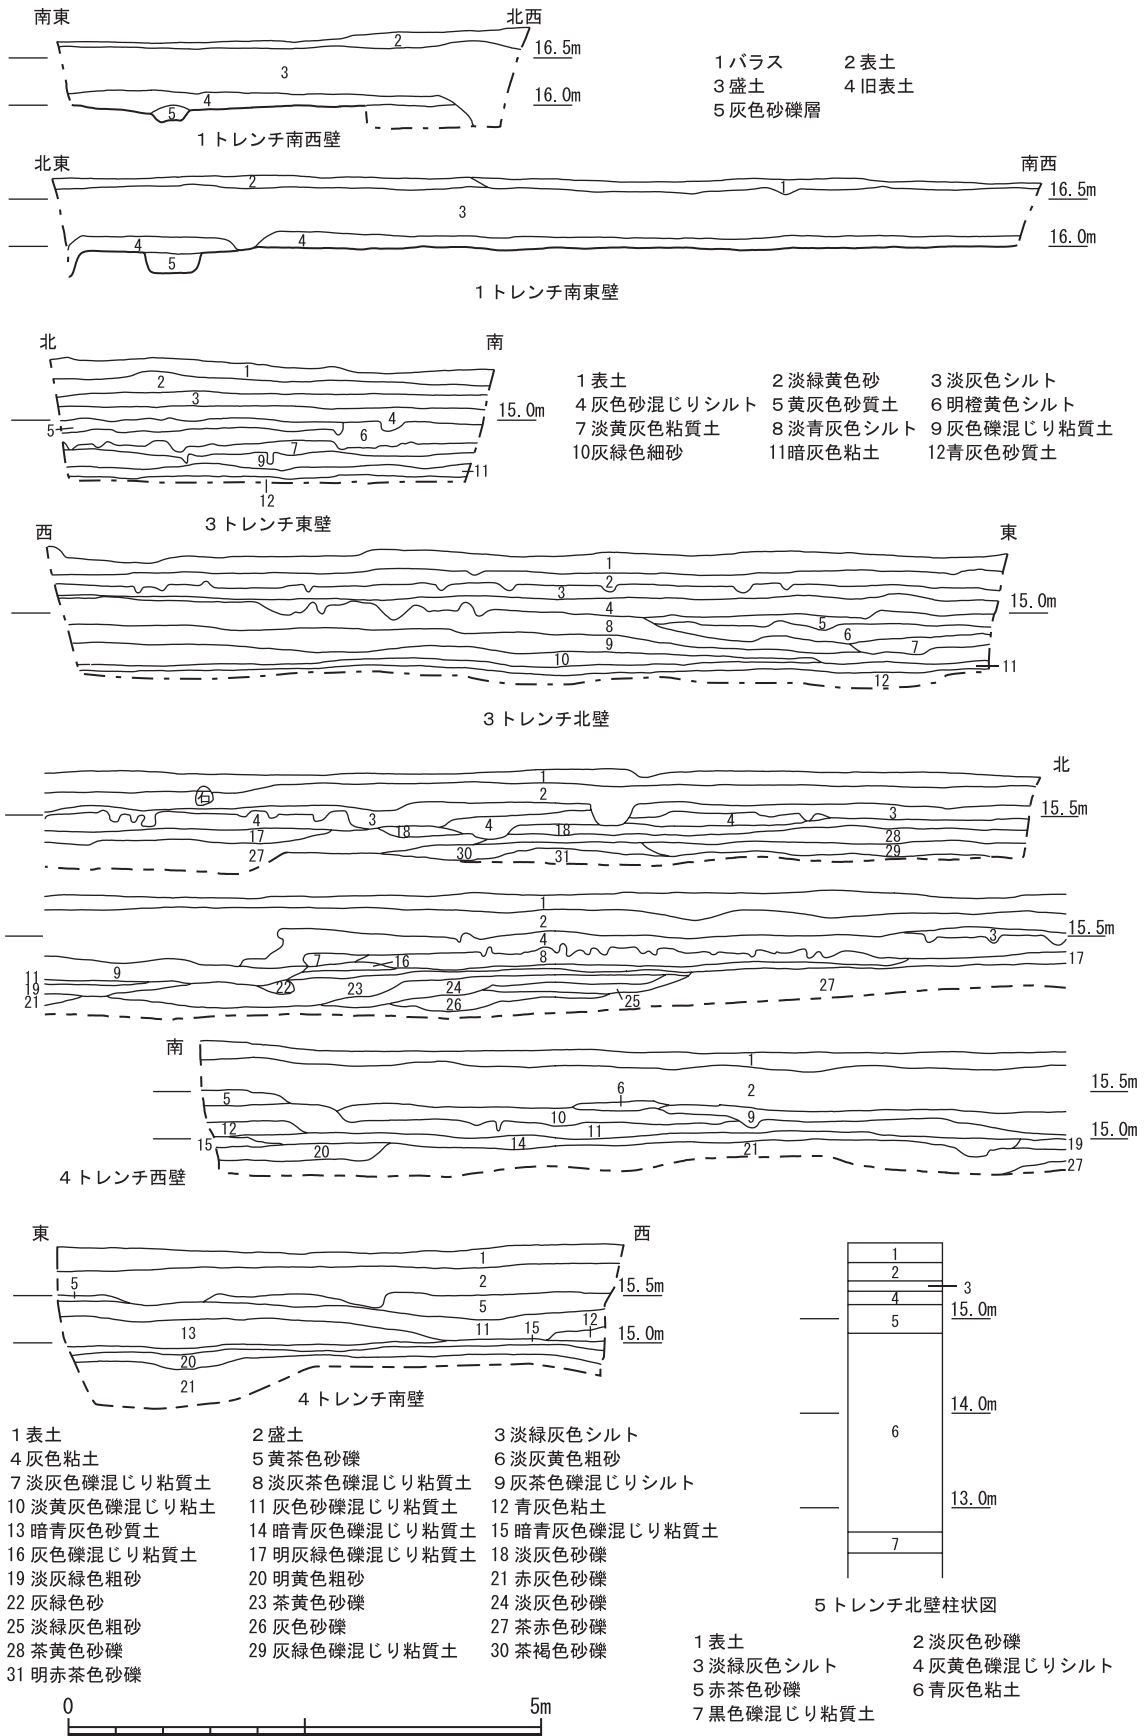 南東 北西
2
16.5m
3
16.0m
4
5
1トレンチ南西壁
1バラス 2表土
3盛土 4旧表土
5灰色砂礫層
北東 南西
2 1
16.5m
3
4 4
16.0m
5
1トレンチ南東壁
北 南
1
2
3
15.0m
4
5 6
7
9
11
12
3トレンチ東壁
1表土 2淡緑黄色砂 3淡灰色シルト
4灰色砂混じりシルト 5黄灰色砂質土 6明橙黄色シルト
7淡黄灰色粘質土 8淡青灰色シルト 9灰色礫混じり粘質土
10灰緑色細砂 11暗灰色粘土 12青灰色砂質土
西 東
1
2
3
15.0m
4
8 5
6
9 7
10
11
12
3トレンチ北壁
北
1
石 2
15.5m
4 3 4 4 3
17 18 18 28
27 30 31 29
1
2
15.5m
4 3
7 16 8 17
11 9
19 22 23 24 27
21 26 25
南
1
2
15.5m
5 6
10 9
12 11
15.0m
15 20 14 21 19
27
4トレンチ西壁
東 西
1
5 2
15.5m
5
13 11 15 12
15.0m
20
21
4トレンチ南壁
1表土 2盛土 3淡緑灰色シルト
4灰色粘土 5黄茶色砂礫 6淡灰黄色粗砂
7淡灰色礫混じり粘質土 8淡灰茶色礫混じり粘質土 9灰茶色礫混じりシルト
10淡黄灰色礫混じり粘土 11灰色砂礫混じり粘質土 12青灰色粘土
13暗青灰色砂質土 14暗青灰色礫混じり粘質土 15暗青灰色礫混じり粘質土
16灰色礫混じり粘質土 17明灰緑色礫混じり粘質土 18淡灰色砂礫
19淡灰緑色粗砂 20明黄色粗砂 21赤灰色砂礫
22灰緑色砂 23茶黄色砂礫 24淡灰色砂礫
25淡緑灰色粗砂 26灰色砂礫 27茶赤色砂礫
28茶黄色砂礫 29灰緑色礫混じり粘質土 30茶褐色砂礫
31明赤茶色砂礫
1
2
3
4
15.0m
5
14.0m
6
13.0m
7
5トレンチ北壁柱状図
1表土 2淡灰色砂礫
3淡緑灰色シルト 4灰黄色礫混じりシルト
5赤茶色砂礫 6青灰色粘土
7黒色礫混じり粘質土
0 5m